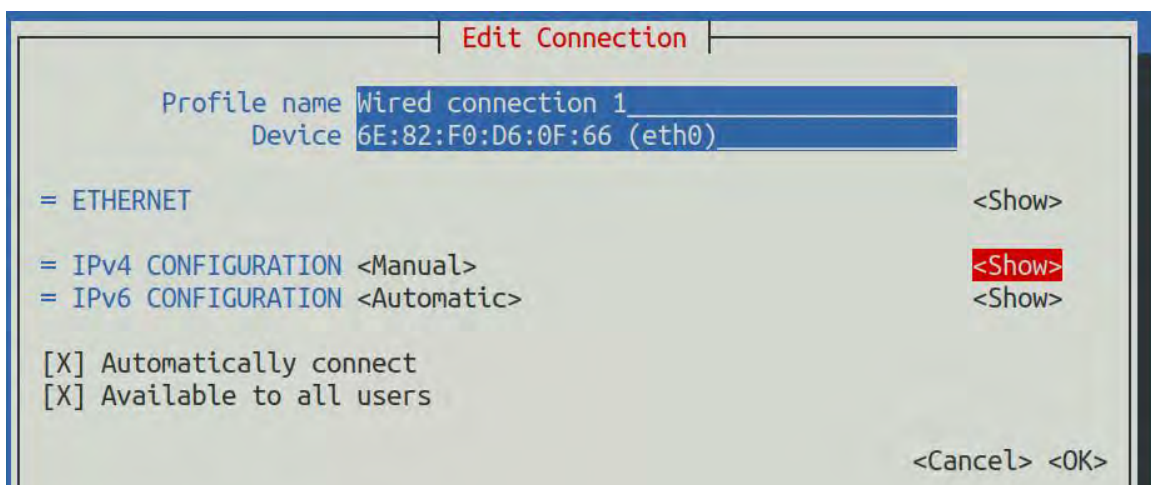 Edit Connection
Profile name Wired connection 1
Device 6E:82:F0:D6:0F:66 (eth0)
= ETHERNET <Show>
= IPv4 CONFIGURATION <Manual> <Show>
= IPv6 CONFIGURATION <Automatic> <Show>
[X] Automatically connect
[X] Available to all users
<Cancel> <OK>